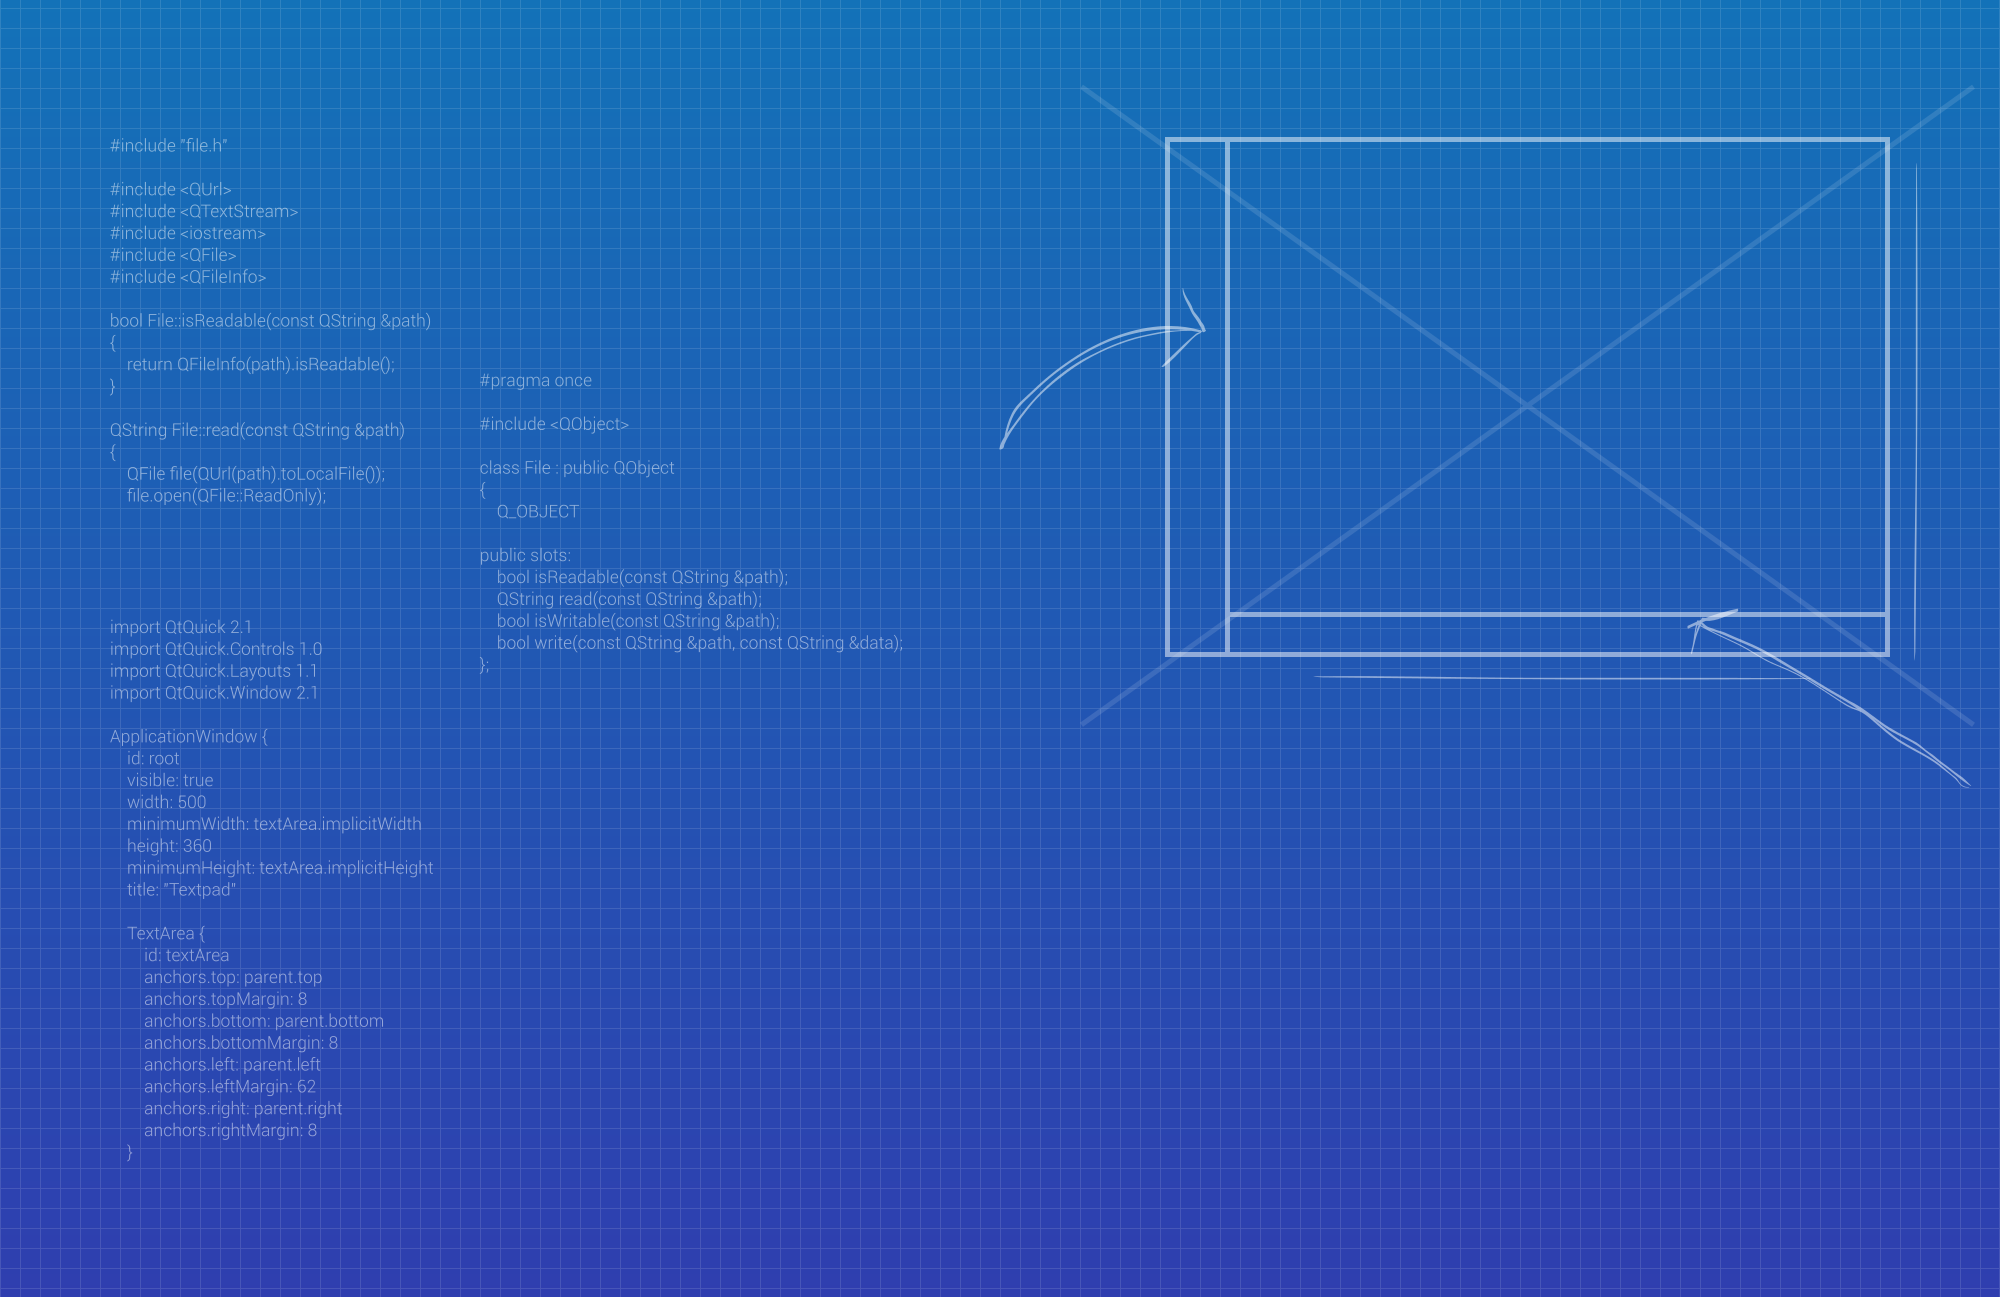 #include "file.h"
#include <QUrl>
#include <QTextStream>
#include <iostream>
#include <QFile>
#include <QFileInfo>
bool File::isReadable(const QString &path)
{
return QFileInfo(path).isReadable();
}
QString File::read(const QString &path)
{
QFile file(QUrl(path).toLocalFile());
file.open(QFile::ReadOnly);
#pragma once
#include <QObject>
class File : public QObject
{
Q_OBJECT
public slots:
bool isReadable(const QString &path);
QString read(const QString &path);
bool isWritable(const QString &path);
bool write(const QString &path, const QString &data);
};
import QtQuick 2.1
import QtQuick.Controls 1.0
import QtQuick.Layouts 1.1
import QtQuick.Window 2.1
ApplicationWindow {
id: root
visible: true
width: 500
minimumWidth: textArea.implicitWidth
height: 360
minimumHeight: textArea.implicitHeight
title: "Textpad"
TextArea {
id: textArea
anchors.top: parent.top
anchors.topMargin: 8
anchors.bottom: parent.bottom
anchors.bottomMargin: 8
anchors.left: parent.left
anchors.leftMargin: 62
anchors.right: parent.right
anchors.rightMargin: 8
}